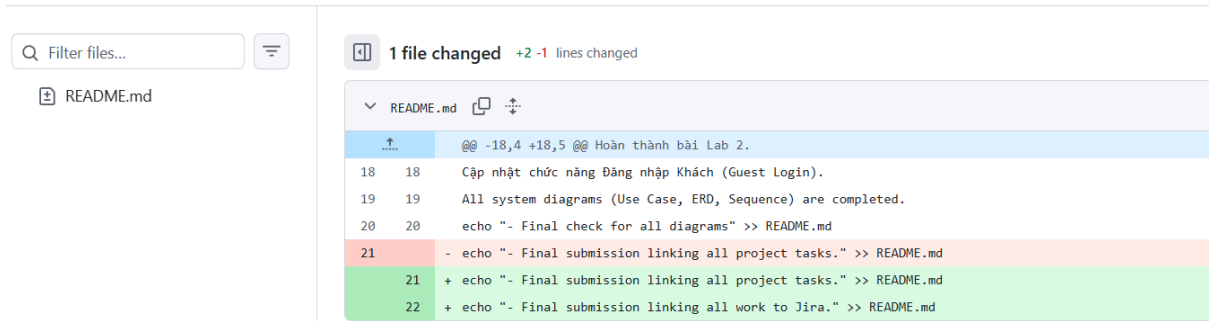 Filter files...
README.md
1 file changed +2 -1 lines changed
README.md
@@ -18,4 +18,5 @@ Hoàn thành bài Lab 2.
18 18 Cập nhật chức năng Đăng nhập Khách (Guest Login).
19 19 All system diagrams (Use Case, ERD, Sequence) are completed.
20 20 echo "- Final check for all diagrams" >> README.md
21 - echo "- Final submission linking all project tasks." >> README.md
21 + echo "- Final submission linking all project tasks." >> README.md
22 + echo "- Final submission linking all work to Jira." >> README.md